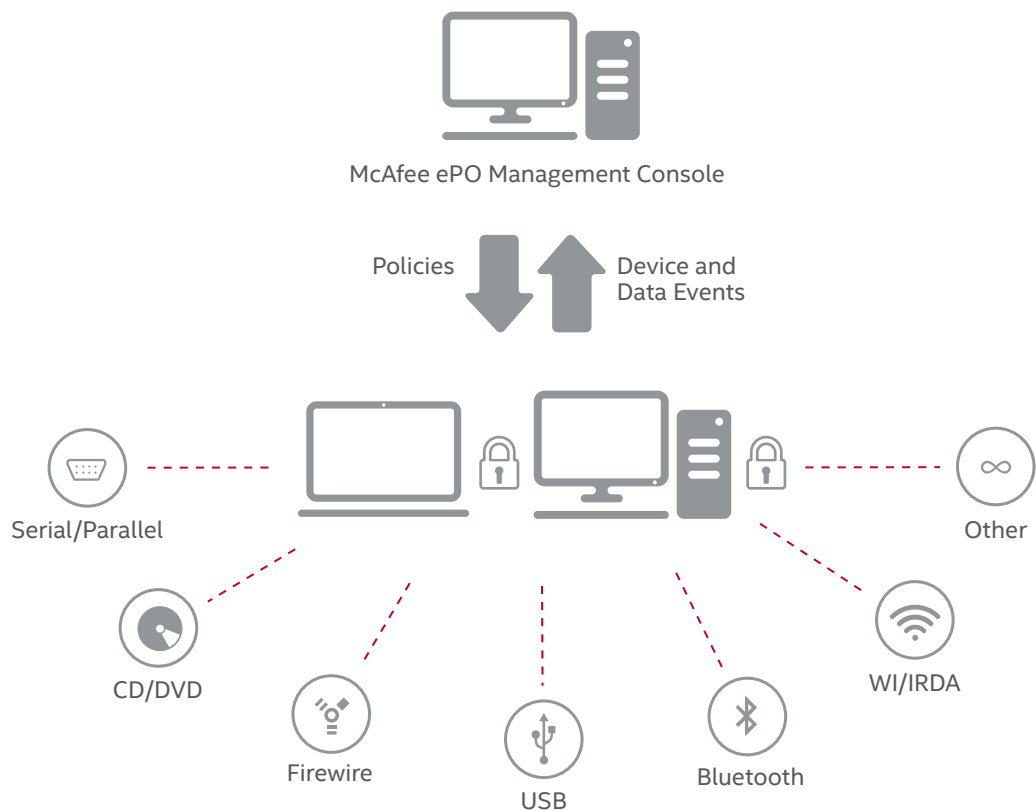 McAfee ePO Management Console
Policies
Device and
Data Events
Serial/Parallel
Other
CD/DVD
WI/IRDA
Firewire
Bluetooth
USB